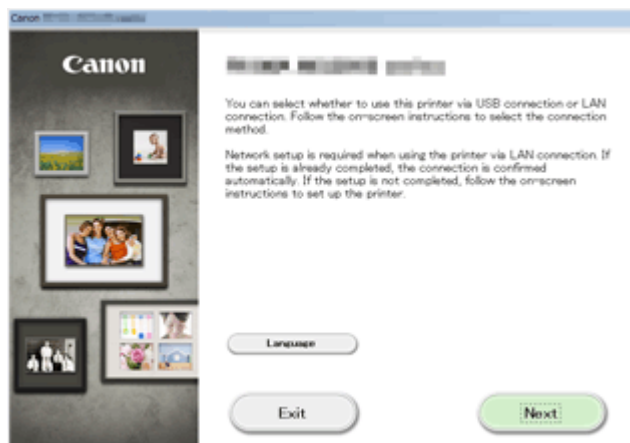 Canon
Canon
series
You can select whether to use this printer via USB connection or LAN
connection. Follow the on-screen instructions to select the connection
method.
Network setup is required when using the printer via LAN connection. If
the setup is already completed, the connection is confirmed
automatically. If the setup is not completed, follow the on-screen
instructions to set up the printer.
Language
Exit
Next